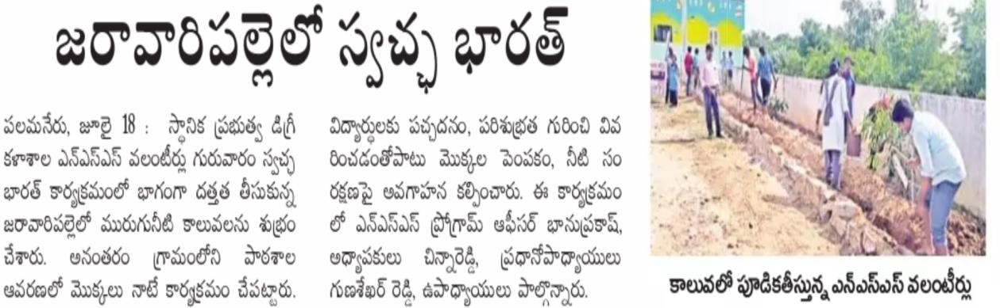 జరావారిపల్లెలో స్వచ్ఛ భారత్
పలమనేరు, జూలై 18 : స్థానిక ప్రభుత్వ డిగ్రీ
కళాశాల ఎన్ఎస్ఎస్ వలంటీర్లు గురువారం స్వచ్ఛ
భారత్ కార్యక్రమంలో భాగంగా దత్తత తీసుకున్న
జరావారిపల్లెలో మురుగునీటి కాలువలను శుభ్రం
చేశారు. అనంతరం గ్రామంలోని పాఠశాల
ఆవరణలో మొక్కలు నాటే కార్యక్రమం చేపట్టారు.
విద్యార్థులకు పచ్చదనం, పరిశుభ్రత గురించి వివ
రించడంతోపాటు మొక్కల పెంపకం, నీటి సం
రక్షణపై అవగాహన కల్పించారు. ఈ కార్యక్రమం
లో ఎన్ఎస్ఎస్ ప్రోగ్రామ్ ఆఫీసర్ భానుప్రకాష్,
అధ్యాపకులు చిన్నారెడ్డి, ప్రధానోపాధ్యాయులు
గుణశేఖర్ రెడ్డి, ఉపాధ్యాయులు పాల్గొన్నారు.
కాలువలో పూడికతీస్తున్న ఎన్ఎస్ఎస్ వలంటీర్లు